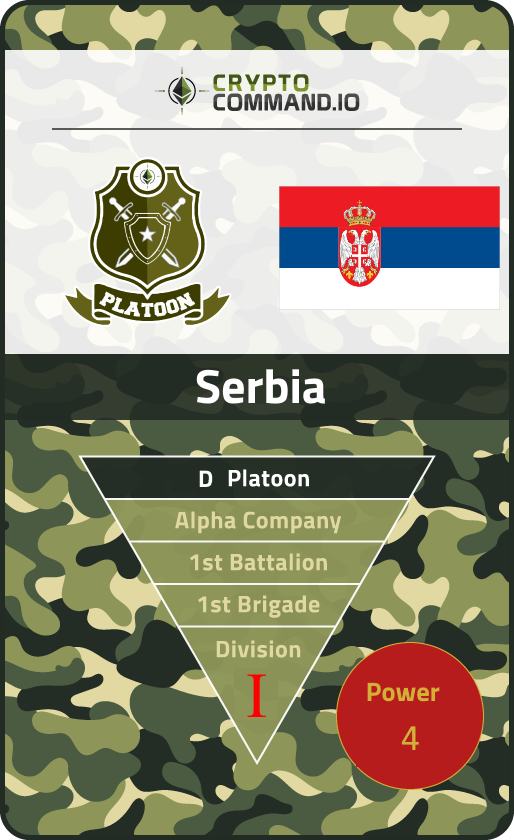 CRYPTO
COMMAND.IO
PLATOON
Serbia
D Platoon
Alpha Company
1st Battalion
1st Brigade
Division
I
Power
4